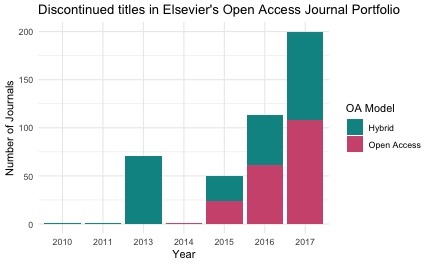 Discontinued titles in Elsevier's Open Access Journal Portfolio
200
150
100
50
0
Number of Journals
2010 2011 2013 2014 2015 2016 2017
Year
OA Model
Hybrid
Open Access